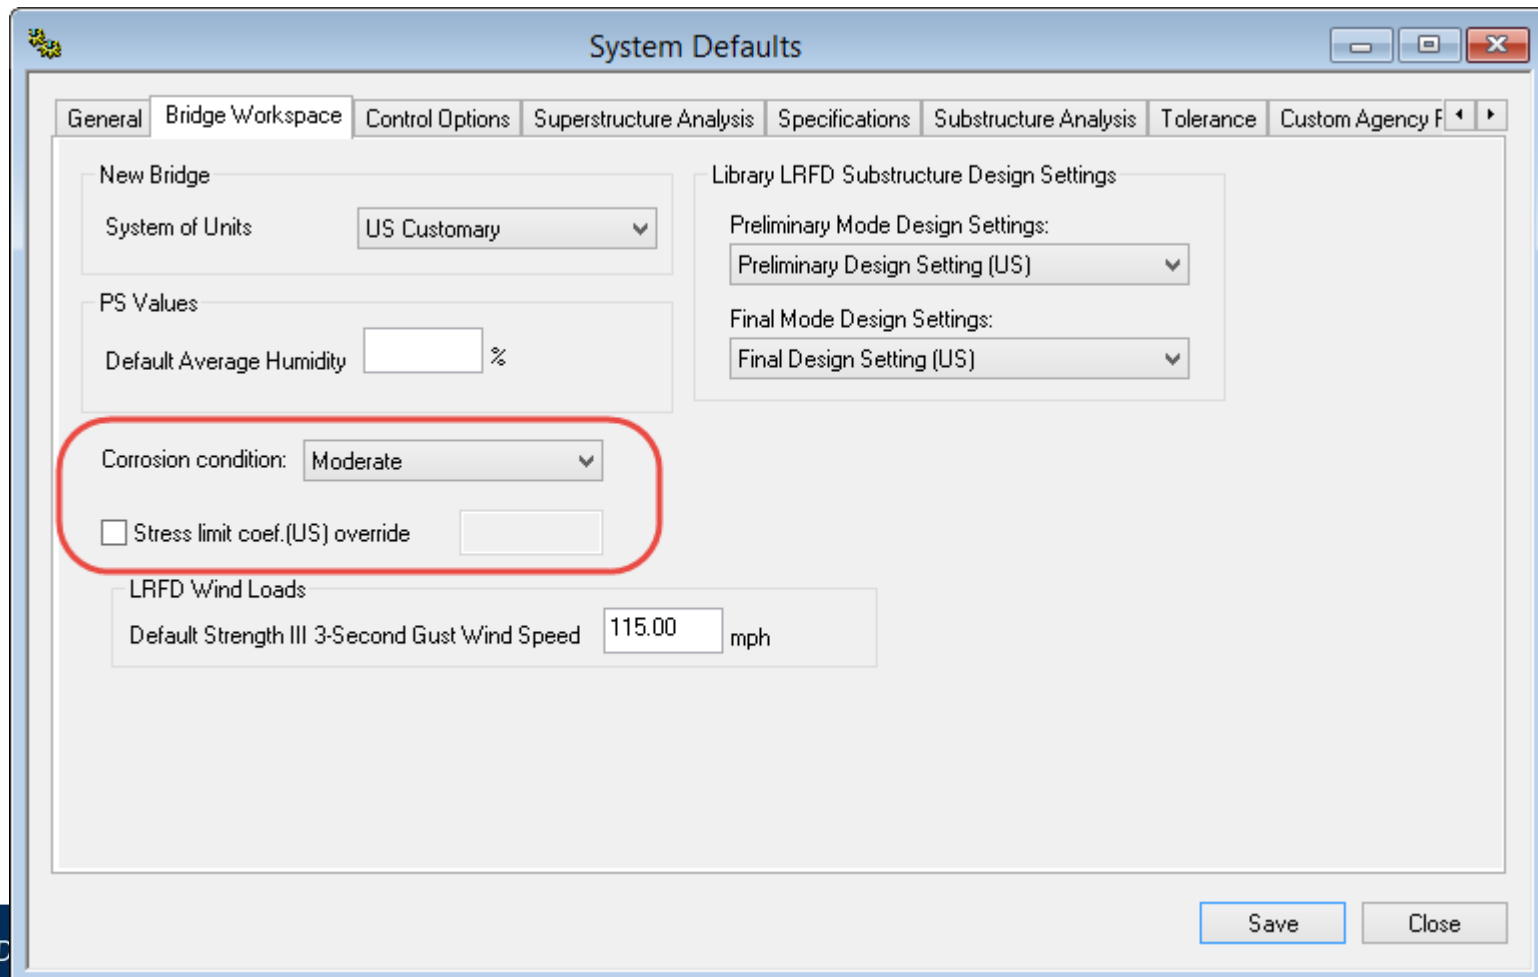 System Defaults
General Bridge Workspace Control Options Superstructure Analysis Specifications Substructure Analysis Tolerance Custom Agency
New Bridge
System of Units US Customary
PS Values
Default Average Humidity %
Corrosion condition: Moderate
Stress limit coef.(US) override
LRFD Wind Loads
Default Strength III 3-Second Gust Wind Speed 115.00 mph
Library LRFD Substructure Design Settings
Preliminary Mode Design Settings:
Preliminary Design Setting (US)
Final Mode Design Settings:
Final Design Setting (US)
Save Close